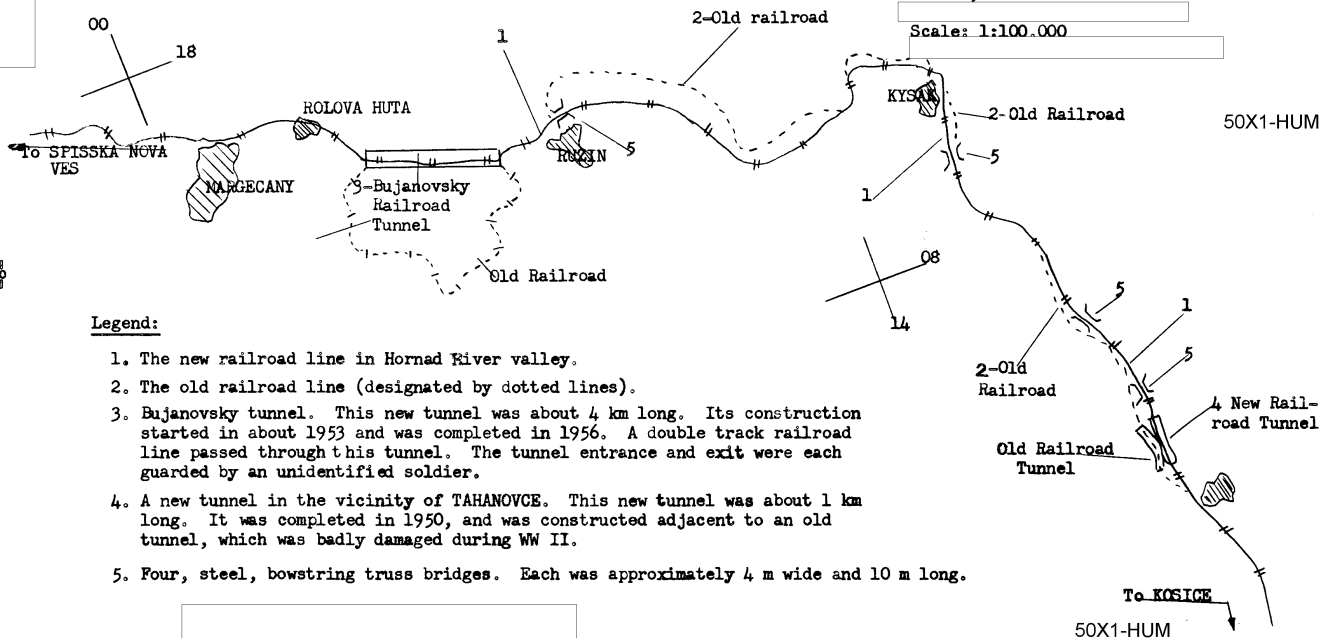 2-Old railroad
Scale: 1:100.000
00
18
1
ROLOVA HUTA
KYSAK
2-Old Railroad
50X1-HUM
To SPISSKA NOVA
VES
MARGECANY
RUZIN
5
5
3-Bujanovsky
Railroad
Tunnel
1
Old Railroad
08
14
5
1
5
2-Old
Railroad
4 New Rail-
road Tunnel
Old Railroad
Tunnel
Legend:
1. The new railroad line in Hornad River valley.
2. The old railroad line (designated by dotted lines).
3. Bujanovsky tunnel. This new tunnel was about 4 km long. Its construction
started in about 1953 and was completed in 1956. A double track railroad
line passed through this tunnel. The tunnel entrance and exit were each
guarded by an unidentified soldier.
4. A new tunnel in the vicinity of TAHANOVCE. This new tunnel was about 1 km
long. It was completed in 1950, and was constructed adjacent to an old
tunnel, which was badly damaged during WW II.
5. Four, steel, bowstring truss bridges. Each was approximately 4 m wide and 10 m long.
To KOSICE
50X1-HUM